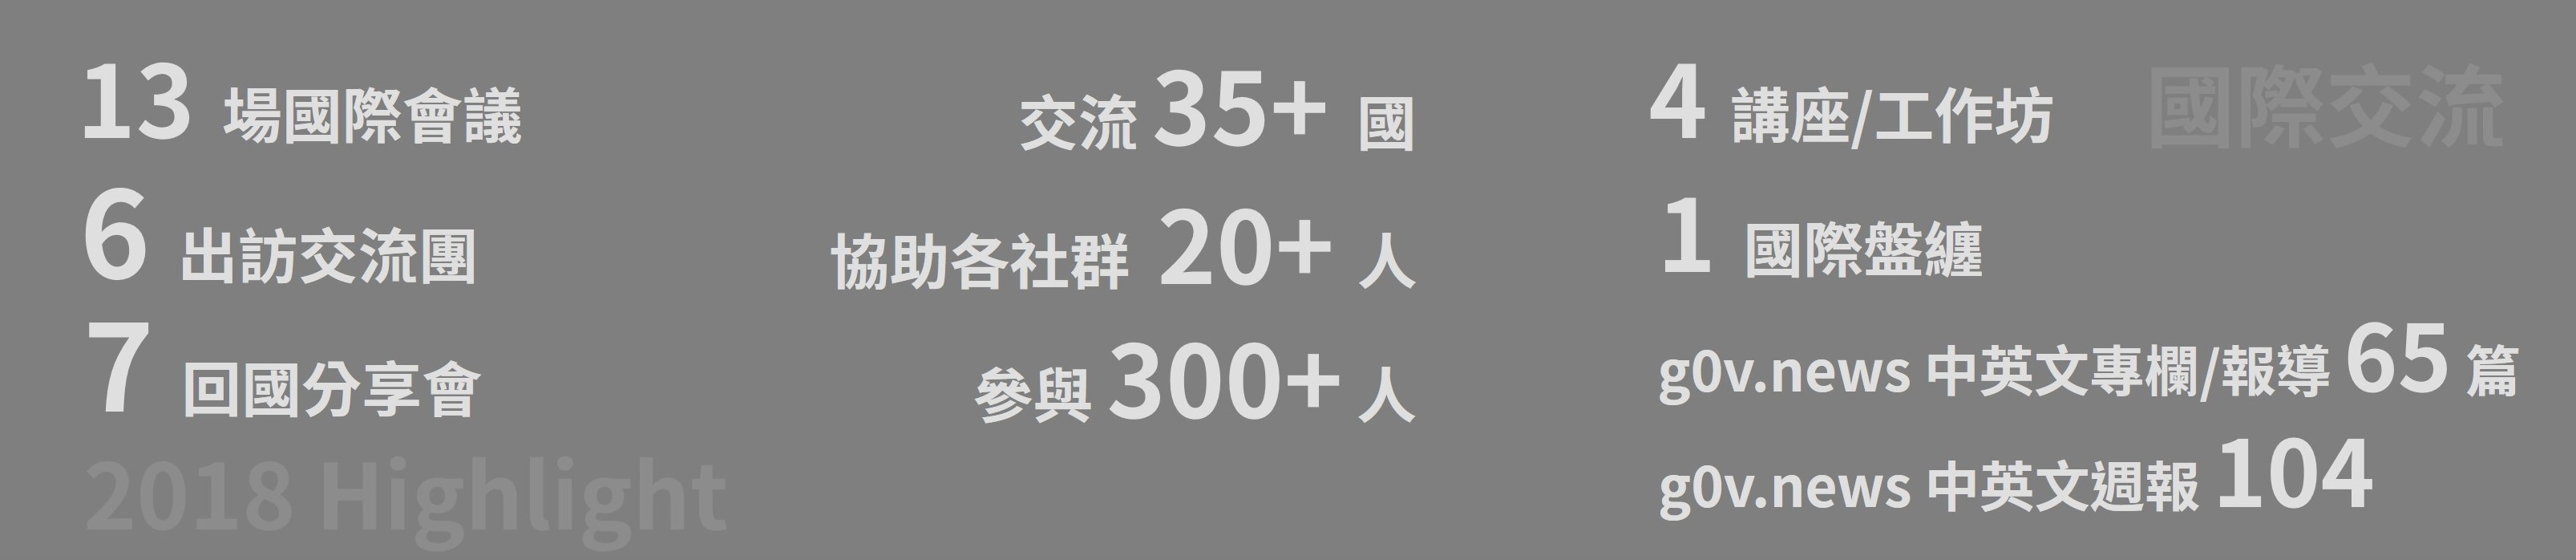 13 場國際會議
6 出訪交流團
7 回國分享會
2018 Highlight
交流 35+ 國
協助各社群 20+ 人
參與 300+ 人
國際交流
4 講座/工作坊
1 國際盤纏
g0v.news 中英文專欄/報導 65 篇
g0v.news 中英文週報 104